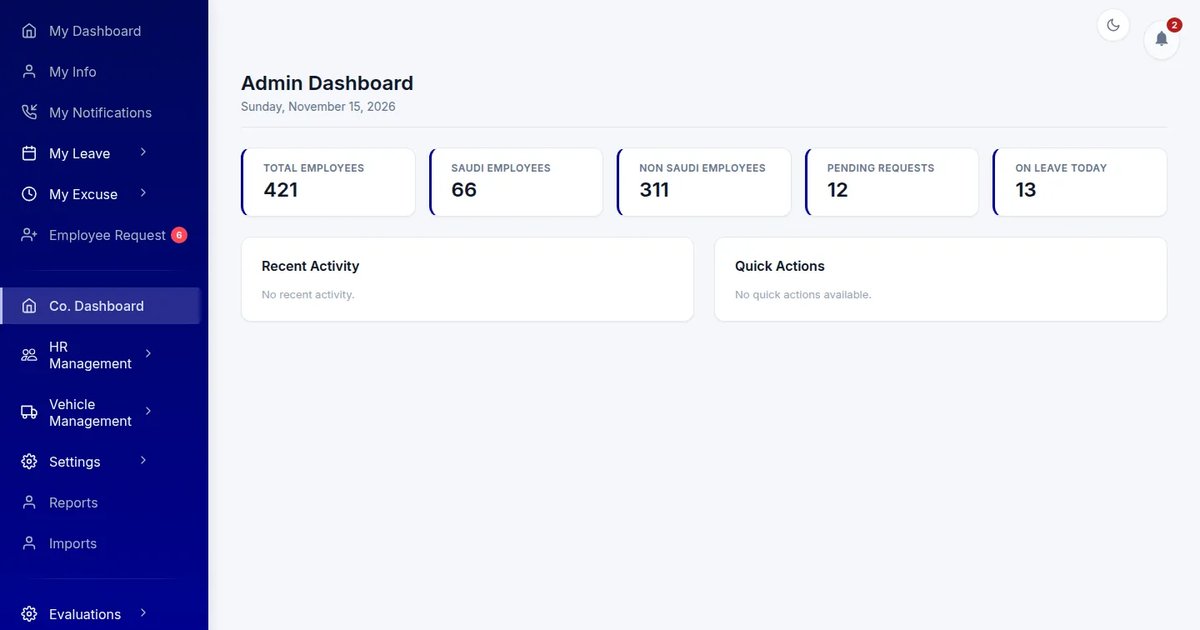 My Dashboard
My Info
My Notifications
My Leave
My Excuse
Employee Request 6
Co. Dashboard
HR
Management
Vehicle
Management
Settings
Reports
Imports
Evaluations
2
Admin Dashboard
Sunday, November 15, 2026
TOTAL EMPLOYEES
421
SAUDI EMPLOYEES
66
NON SAUDI EMPLOYEES
311
PENDING REQUESTS
12
ON LEAVE TODAY
13
Recent Activity
No recent activity.
Quick Actions
No quick actions available.